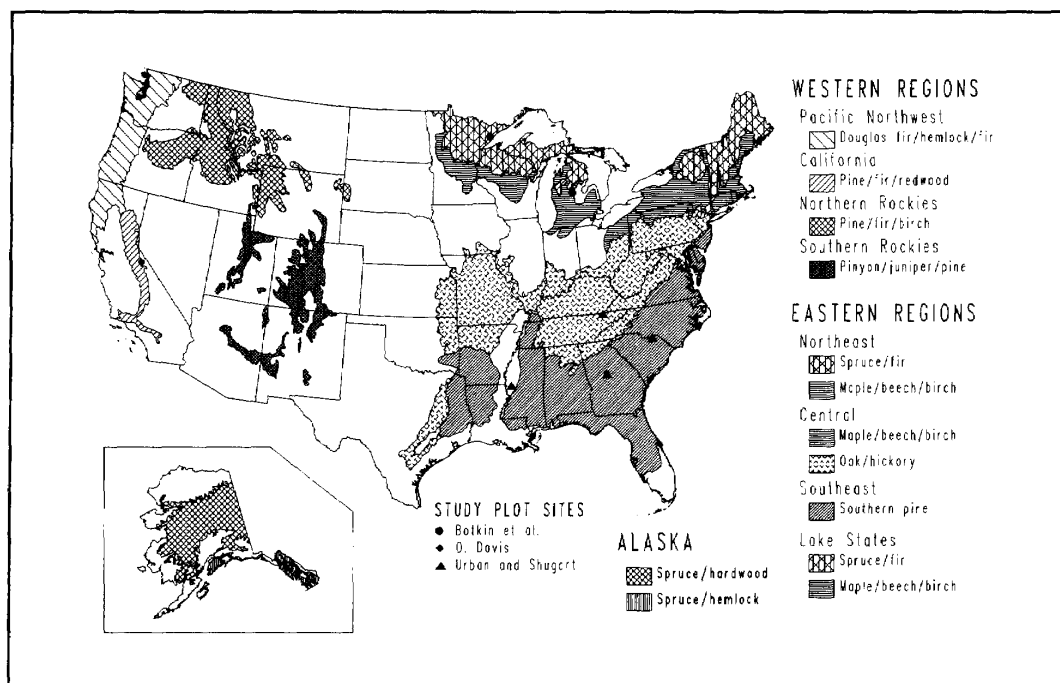 WESTERN REGIONS
Pacific Northwest
Douglas fir/hemlock/fir
California
Pine/fir/redwood
Northern Rockies
Pine/fir/birch
Southern Rockies
Pinyon/juniper/pine
EASTERN REGIONS
Northeast
Spruce/fir
Maple/beech/birch
Central
Maple/beech/birch
Oak/hickory
Southeast
Southern pire
Lake States
Spruce/fir
Maple/beech/birch
STUDY PLOT SITES
Botkin et al.
O. Davis
Urban and Shugart
ALASKA
Spruce/hardwood
Spruce/hemlock